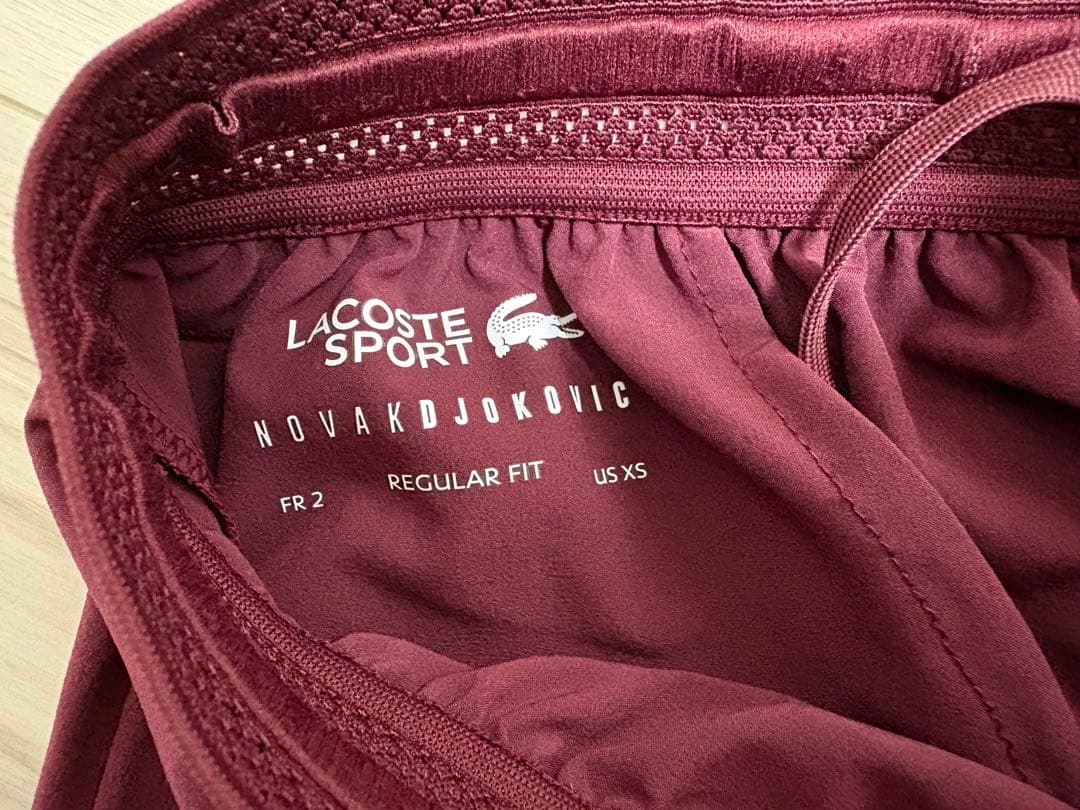 LACOSTE
SPORT
NOVAKDJOKOVIC
FR 2 REGULAR FIT US XS